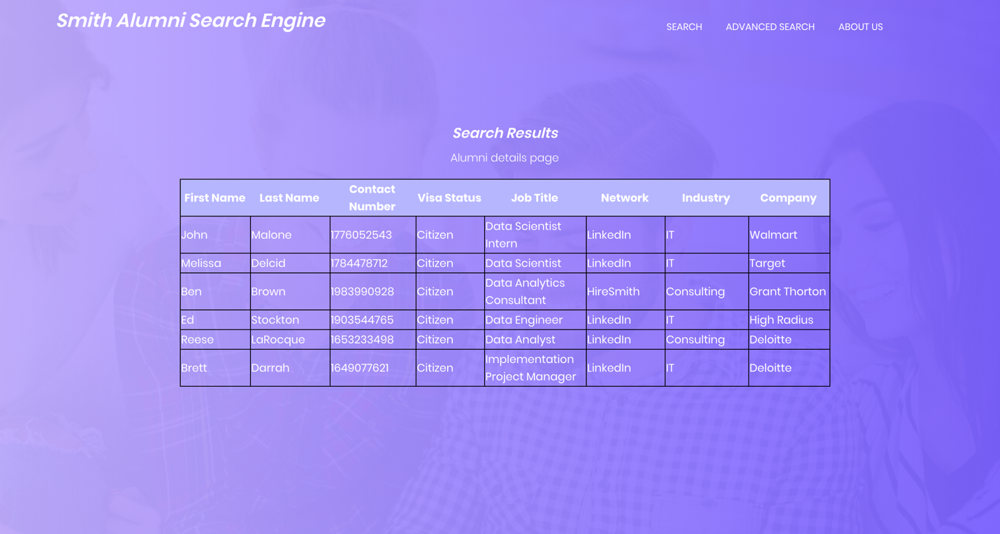 Smith Alumni Search Engine
SEARCH ADVANCED SEARCH ABOUT US
Search Results
Alumni details page
First Name Last Name Contact Number Visa Status Job Title Network Industry Company
John Malone 1776052543 Citizen Data Scientist Intern LinkedIn IT Walmart
Melissa Delcid 1784478712 Citizen Data Scientist LinkedIn IT Target
Ben Brown 1983990928 Citizen Data Analytics Consultant HireSmith Consulting Grant Thorton
Ed Stockton 1903544765 Citizen Data Engineer LinkedIn IT High Radius
Reese LaRocque 1653233498 Citizen Data Analyst LinkedIn Consulting Deloitte
Brett Darrah 1649077621 Citizen Implementation Project Manager LinkedIn IT Deloitte